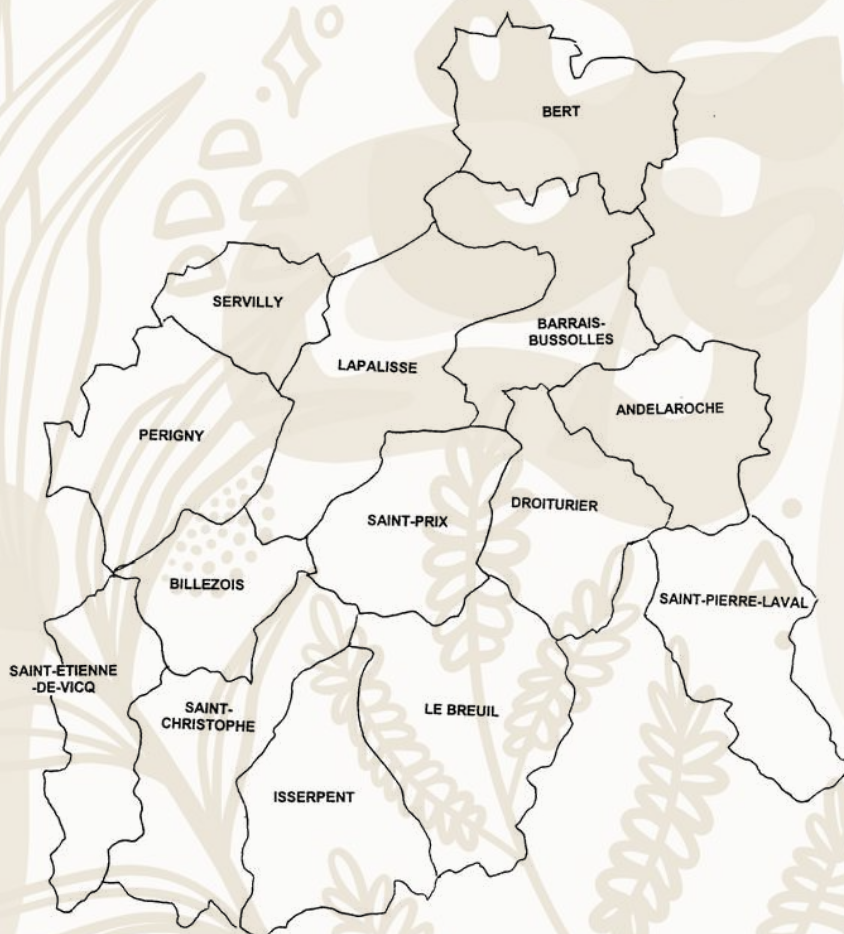 BERT
SERVILLY
BARRAIS-
BUSSOLLES
LAPALISSE
ANDELAROCHE
PERIGNY
DROITURIER
SAINT-PRIX
BILLEZOIS
SAINT-PIERRE-LAVAL
SAINT-ETIENNE
-DE-VICQ
SAINT-
CHRISTOPHE
LE BREUIL
ISSERPENT